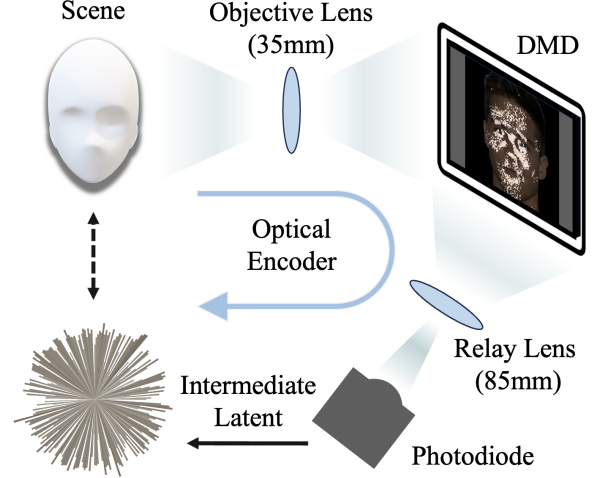 Scene
Objective Lens
(35mm)
DMD
Optical
Encoder
Relay Lens
(85mm)
Intermediate
Latent
Photodiode